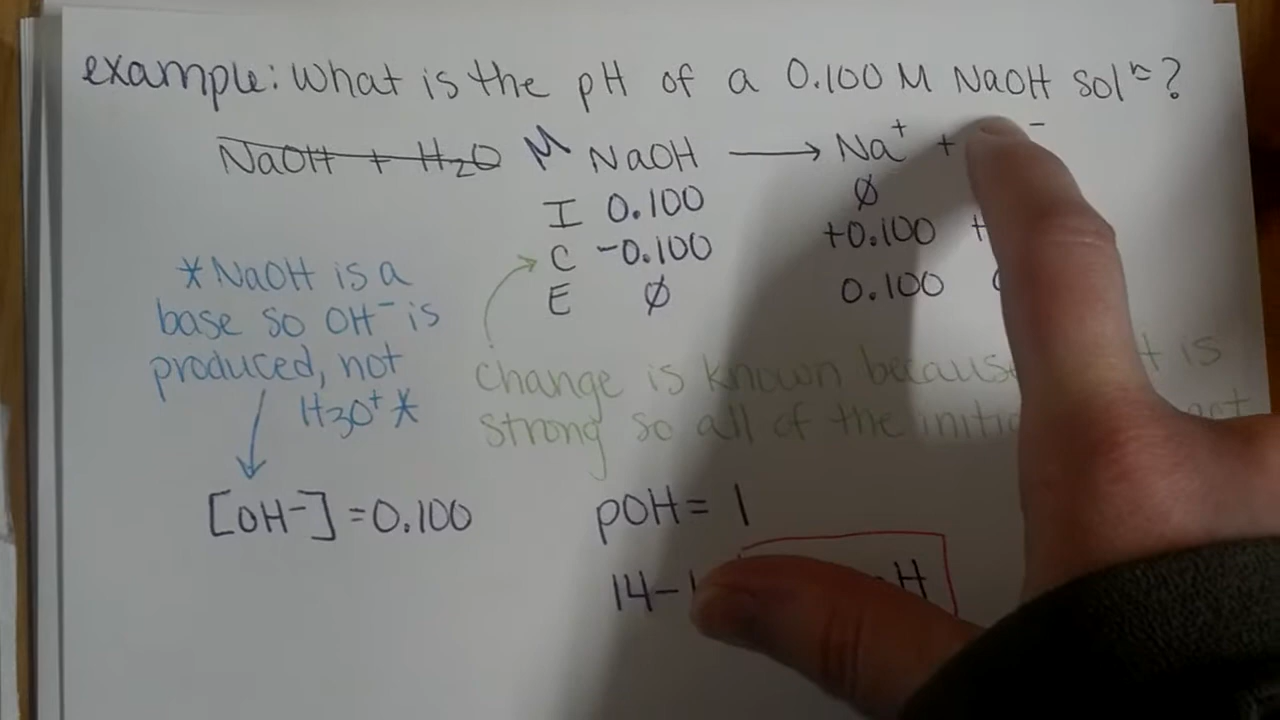 example: What is the pH of a 0.100 M NaOH solⁿ?
NaOH + H₂O M NaOH → Na⁺ + ⁻
I 0.100 Ø
C -0.100 +0.100 +
E Ø 0.100
*NaOH is a
base so OH⁻ is
produced, not
H₃O⁺*
change is known because is
strong so all of the
[OH⁻] = 0.100 pOH = 1
14- H